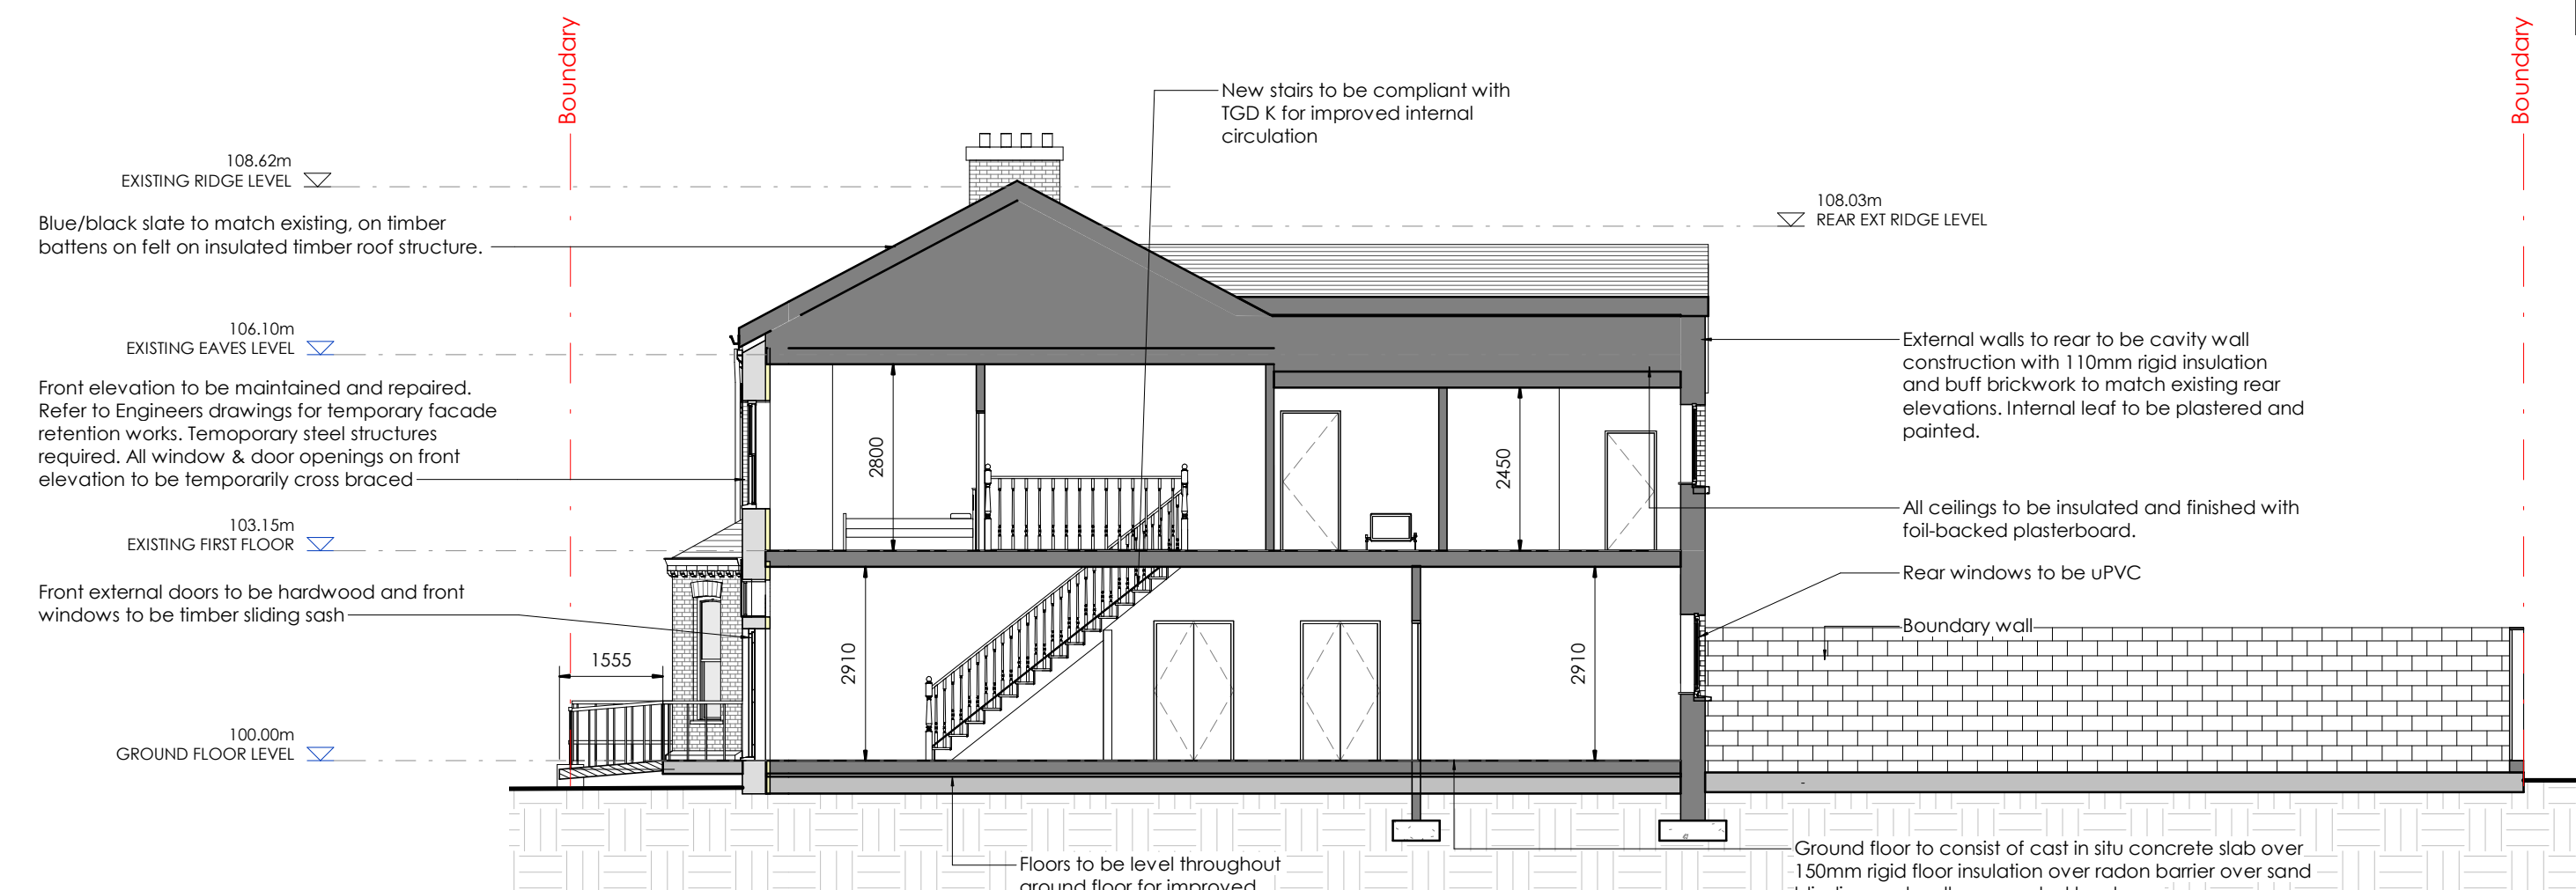 Boundary
Boundary
New stairs to be compliant with
TGD K for improved internal
circulation
108.62m
EXISTING RIDGE LEVEL
108.03m
REAR EXT RIDGE LEVEL
Blue/black slate to match existing, on timber
battens on felt on insulated timber roof structure.
106.10m
EXISTING EAVES LEVEL
External walls to rear to be cavity wall
construction with 110mm rigid insulation
and buff brickwork to match existing rear
elevations. Internal leaf to be plastered and
painted.
Front elevation to be maintained and repaired.
Refer to Engineers drawings for temporary facade
retention works. Temoporary steel structures
required. All window & door openings on front
elevation to be temporarily cross braced
2800
2450
All ceilings to be insulated and finished with
foil-backed plasterboard.
103.15m
EXISTING FIRST FLOOR
Rear windows to be uPVC
Front external doors to be hardwood and front
windows to be timber sliding sash
Boundary wall
1555
2910
2910
100.00m
GROUND FLOOR LEVEL
Floors to be level throughout
ground floor for improved
Ground floor to consist of cast in situ concrete slab over
150mm rigid floor insulation over radon barrier over sand